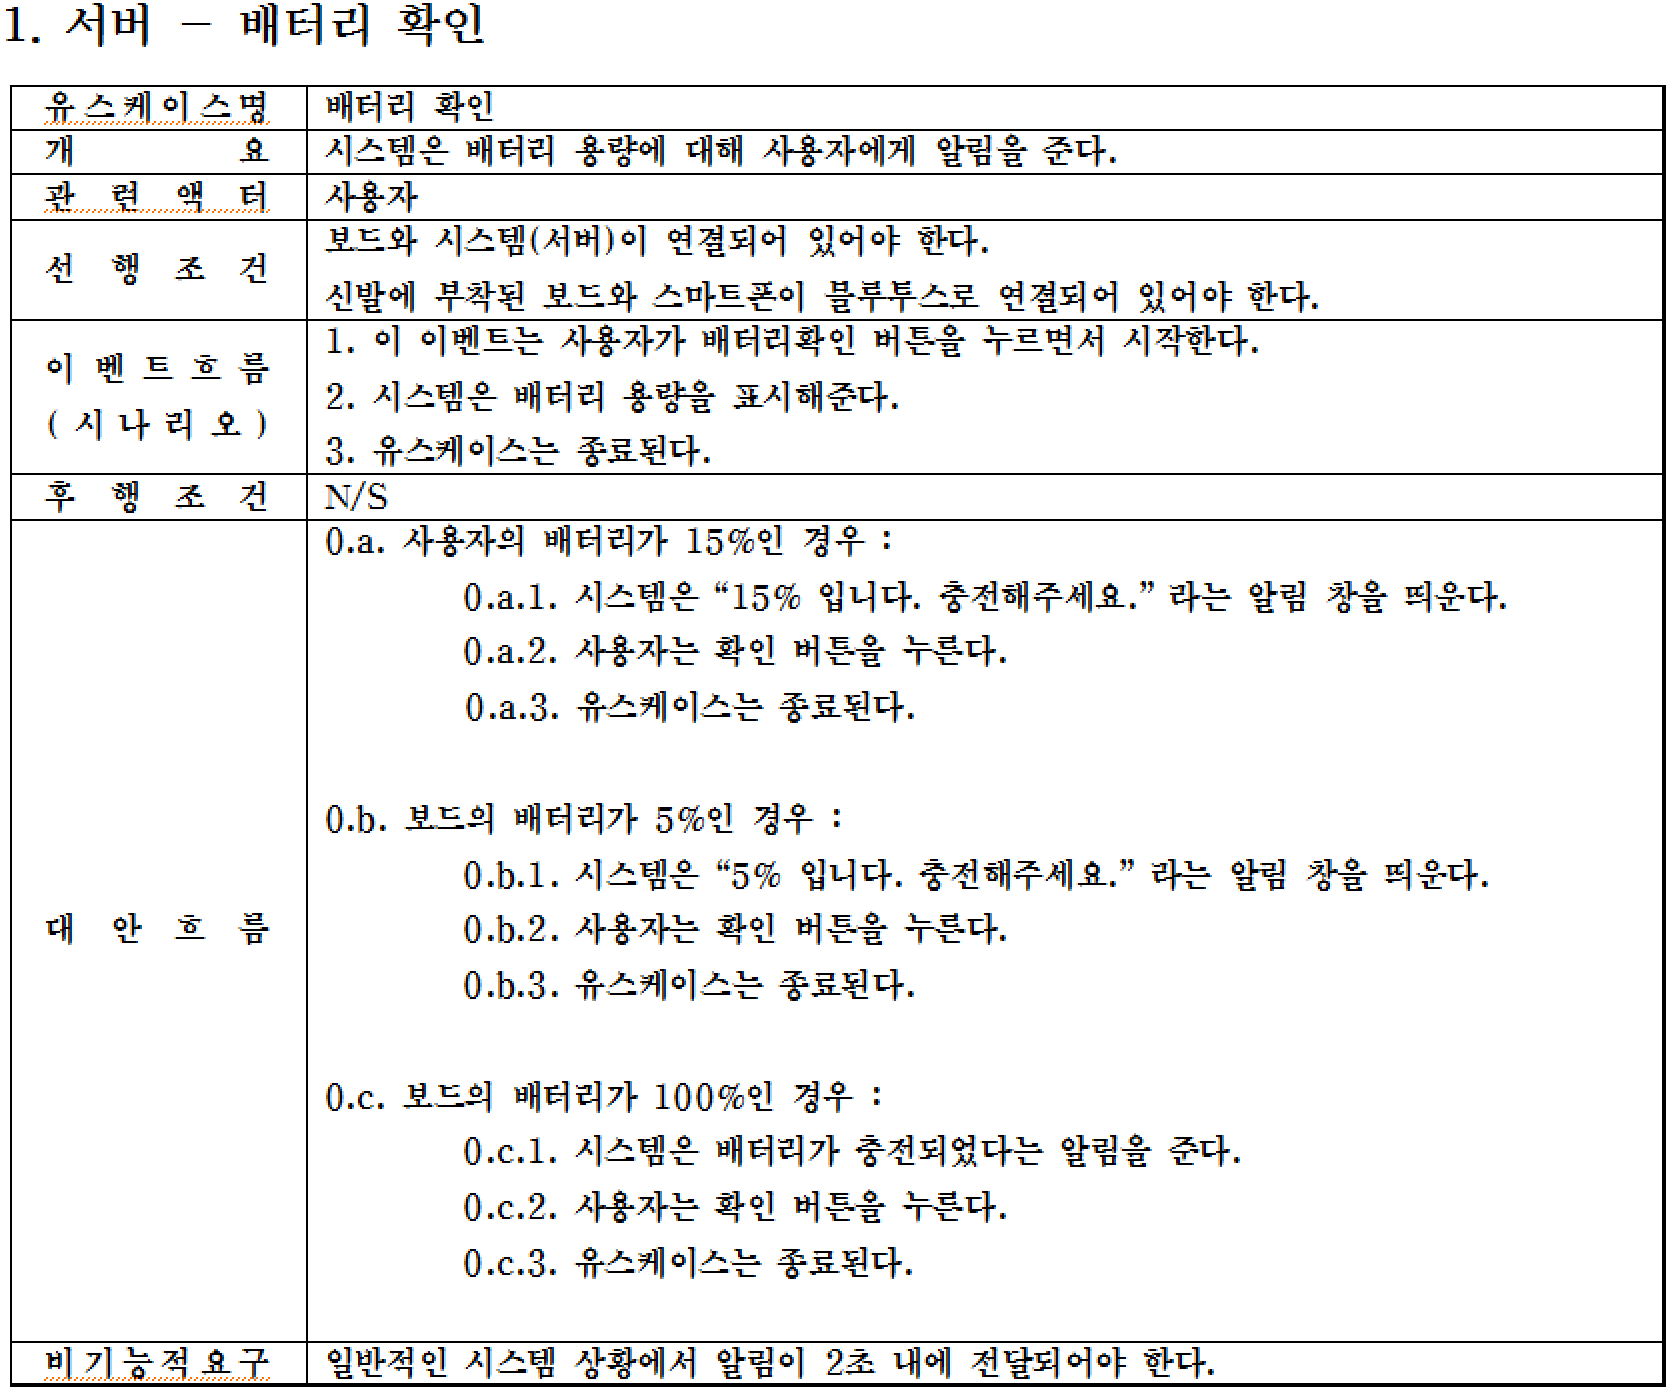 1. 서버 - 배터리 확인
유스케이스명
배터리 확인
개 요
시스템은 배터리 용량에 대해 사용자에게 알림을 준다.
관 련 액 터
사용자
선 행 조 건
보드와 시스템(서버)이 연결되어 있어야 한다.
신발에 부착된 보드와 스마트폰이 블루투스로 연결되어 있어야 한다.
이 벤 트 흐 름
( 시 나 리 오 )
1. 이 이벤트는 사용자가 배터리확인 버튼을 누르면서 시작한다.
2. 시스템은 배터리 용량을 표시해준다.
3. 유스케이스는 종료된다.
후 행 조 건
N/S
대 안 흐 름
0.a. 사용자의 배터리가 15%인 경우 :
0.a.1. 시스템은 “15% 입니다. 충전해주세요.” 라는 알림 창을 띄운다.
0.a.2. 사용자는 확인 버튼을 누른다.
0.a.3. 유스케이스는 종료된다.
0.b. 보드의 배터리가 5%인 경우 :
0.b.1. 시스템은 “5% 입니다. 충전해주세요.” 라는 알림 창을 띄운다.
0.b.2. 사용자는 확인 버튼을 누른다.
0.b.3. 유스케이스는 종료된다.
0.c. 보드의 배터리가 100%인 경우 :
0.c.1. 시스템은 배터리가 충전되었다는 알림을 준다.
0.c.2. 사용자는 확인 버튼을 누른다.
0.c.3. 유스케이스는 종료된다.
비기능적요구
일반적인 시스템 상황에서 알림이 2초 내에 전달되어야 한다.